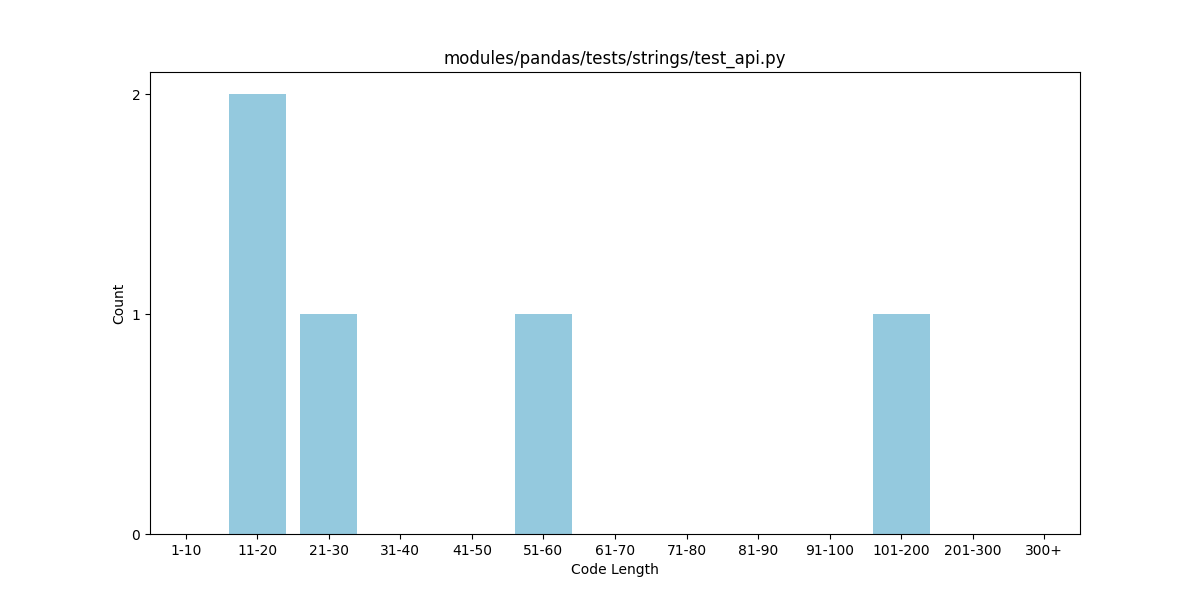 modules/pandas/tests/strings/test_api.py
Count
2
1
0
1-10 11-20 21-30 31-40 41-50 51-60 61-70 71-80 81-90 91-100 101-200 201-300 300+
Code Length